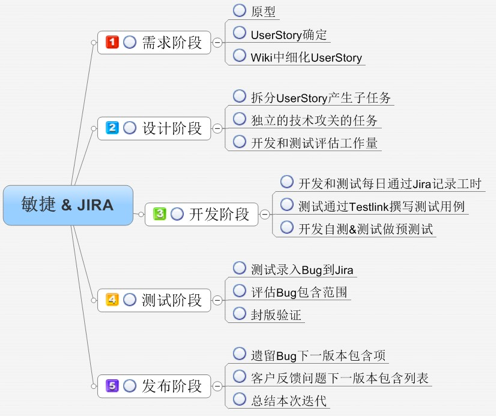 敏捷 & JIRA
1 需求阶段
原型
UserStory确定
Wiki中细化UserStory
2 设计阶段
拆分UserStory产生子任务
独立的技术攻关的任务
开发和测试评估工作量
3 开发阶段
开发和测试每日通过Jira记录工时
测试通过Testlink撰写测试用例
开发自测&测试做预测试
4 测试阶段
测试录入Bug到Jira
评估Bug包含范围
封版验证
5 发布阶段
遗留Bug下一版本包含项
客户反馈问题下一版本包含列表
总结本次迭代